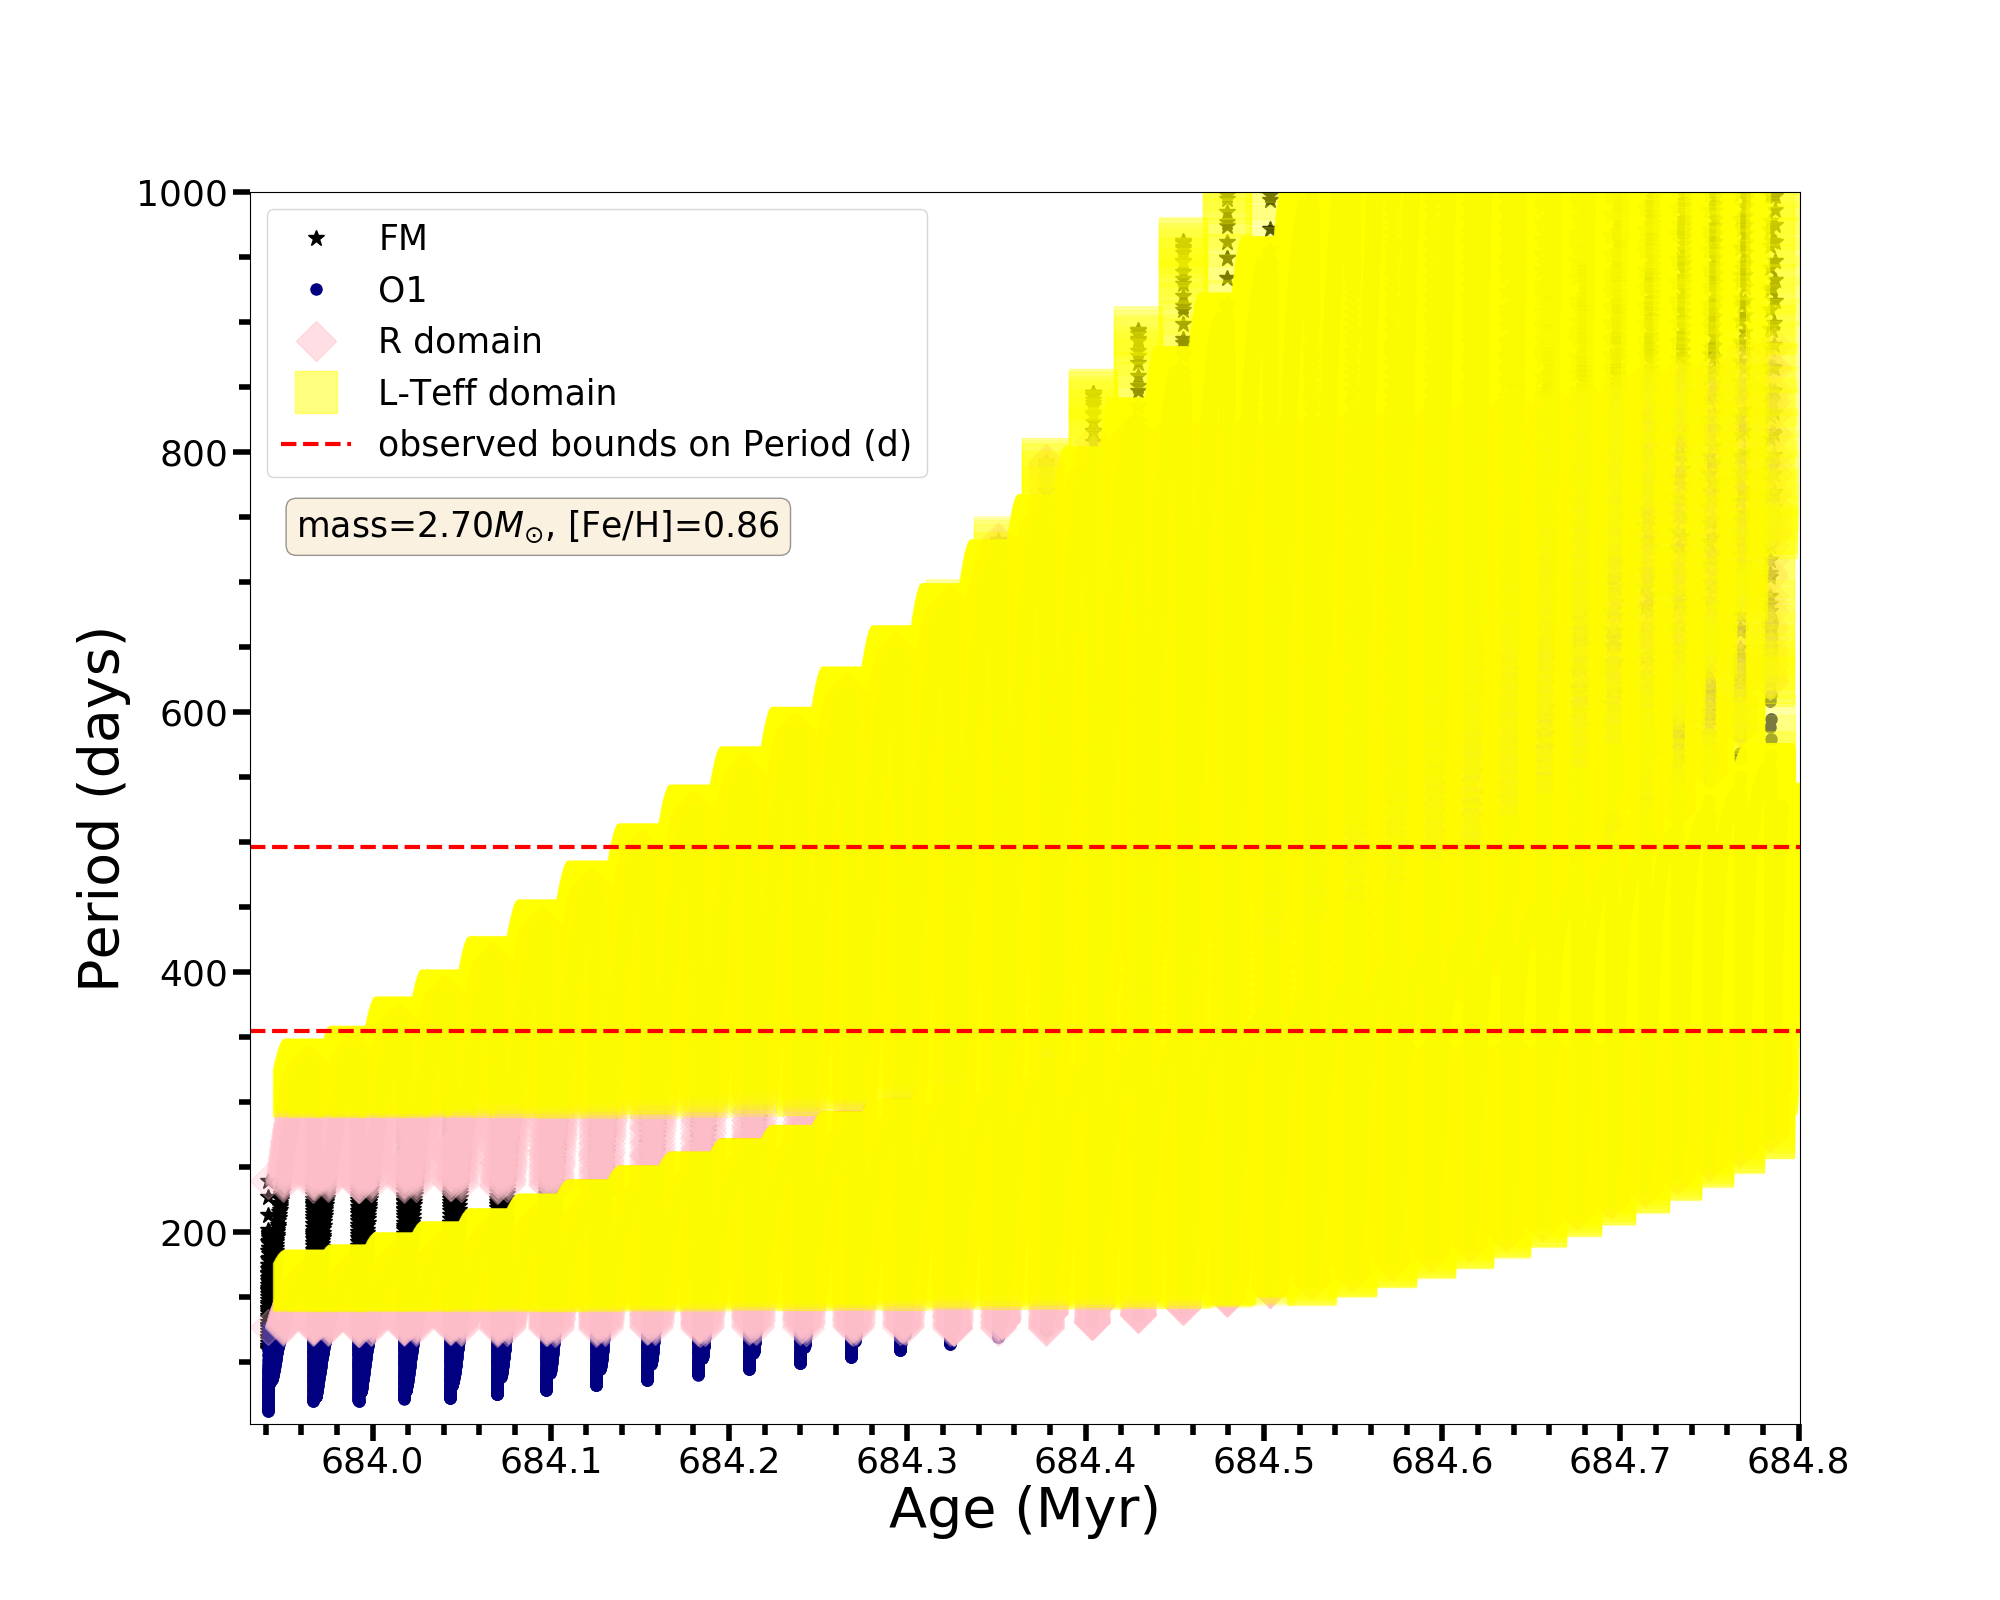 1000
800
600
400
200
Period (days)
FM
O1
R domain
L-Teff domain
observed bounds on Period (d)
mass=2.70M☉, [Fe/H]=0.86
684.0 684.1 684.2 684.3 684.4 684.5 684.6 684.7 684.8
Age (Myr)